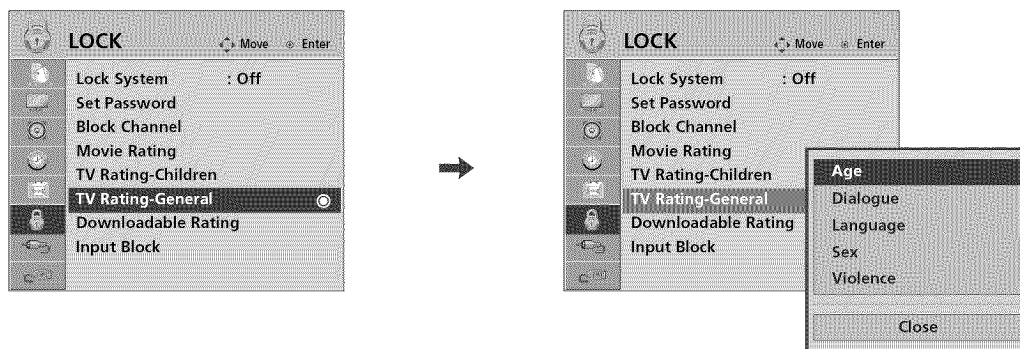 LOCK Move Enter
Lock System : Off
Set Password
Block Channel
Movie Rating
TV Rating-Children
TV Rating-General
Downloadable Rating
Input Block
LOCK Move Enter
Lock System : Off
Set Password
Block Channel
Movie Rating
TV Rating-Children
TV Rating-General
Downloadable Rating
Input Block
Age
Dialogue
Language
Sex
Violence
Close